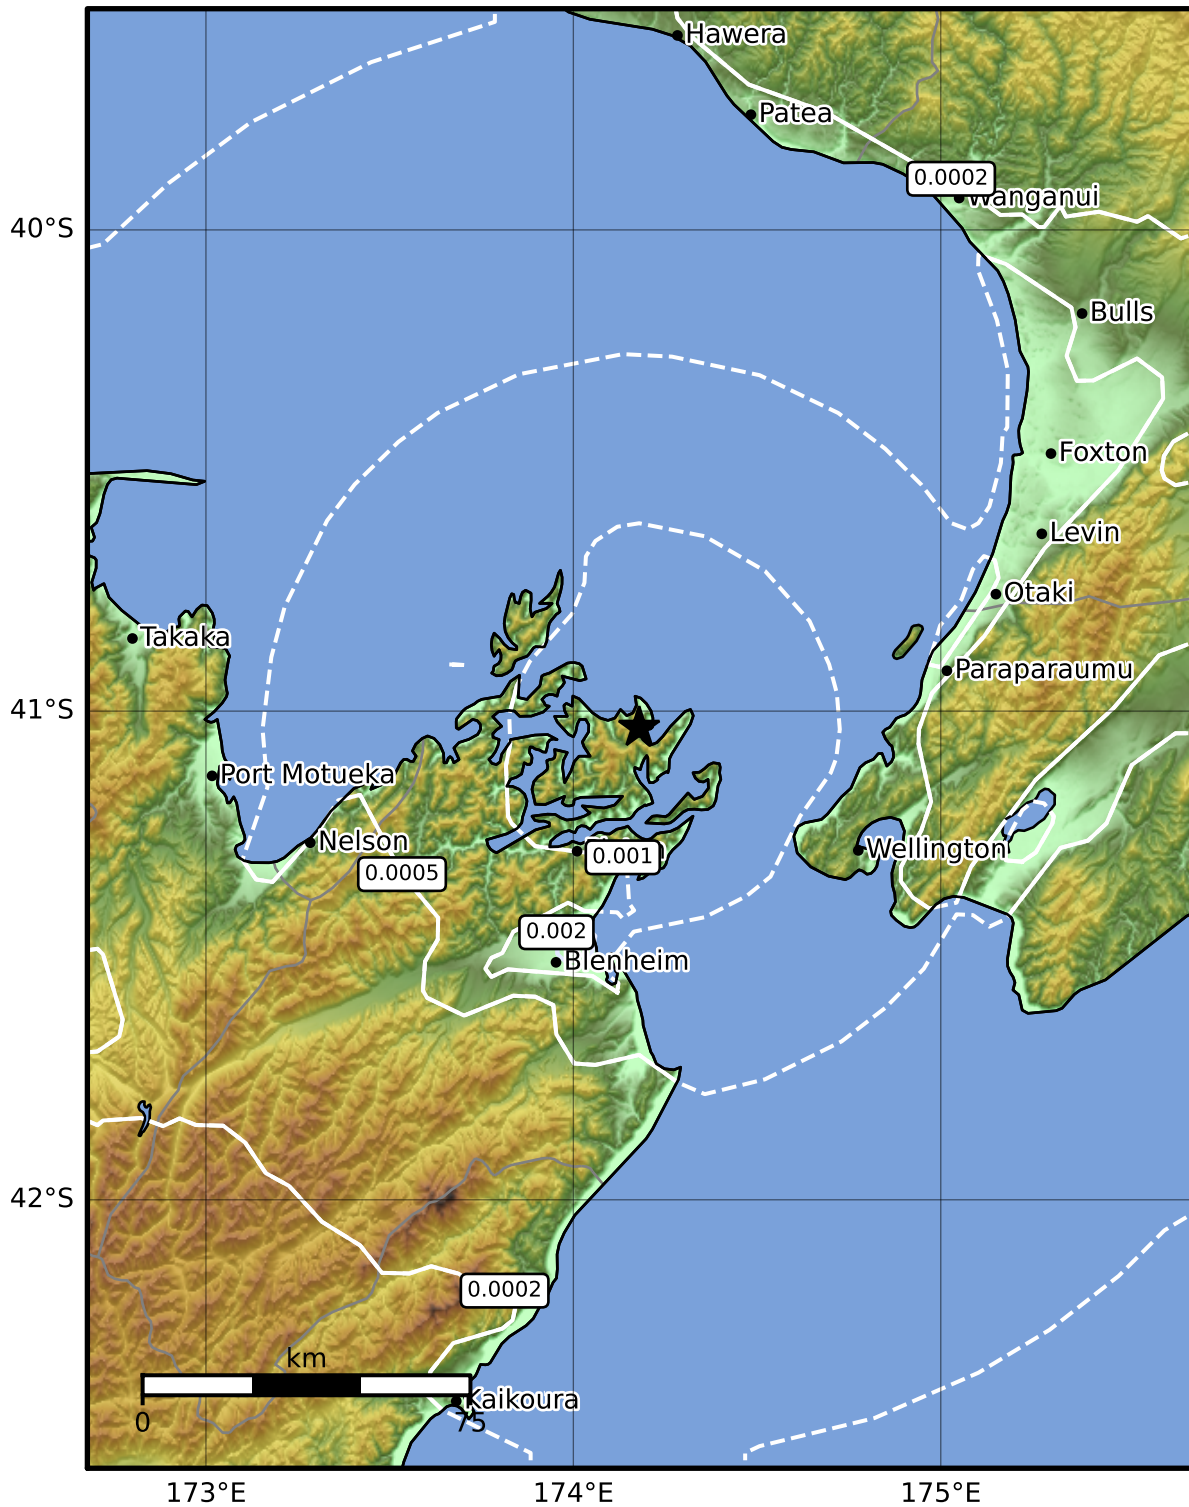 Hawera
Patea
0.0002
Wanganui
40°S
Bulls
Foxton
Levin
Otaki
Takaka
Paraparaumu
41°S
Port Motueka
Nelson
Wellington
0.001
0.0005
0.002
Blenheim
42°S
0.0002
km
Kaikoura
0
75
173°E
174°E
175°E